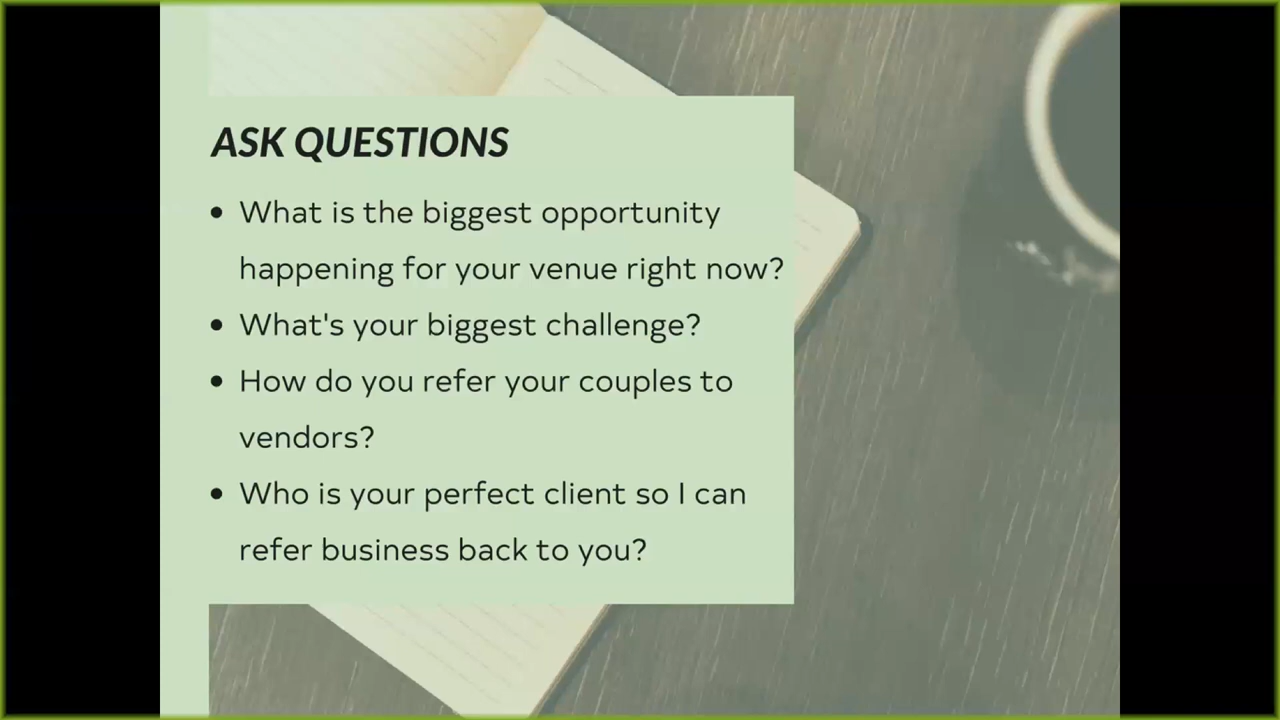 ASK QUESTIONS
• What is the biggest opportunity
happening for your venue right now?
• What's your biggest challenge?
• How do you refer your couples to
vendors?
• Who is your perfect client so I can
refer business back to you?